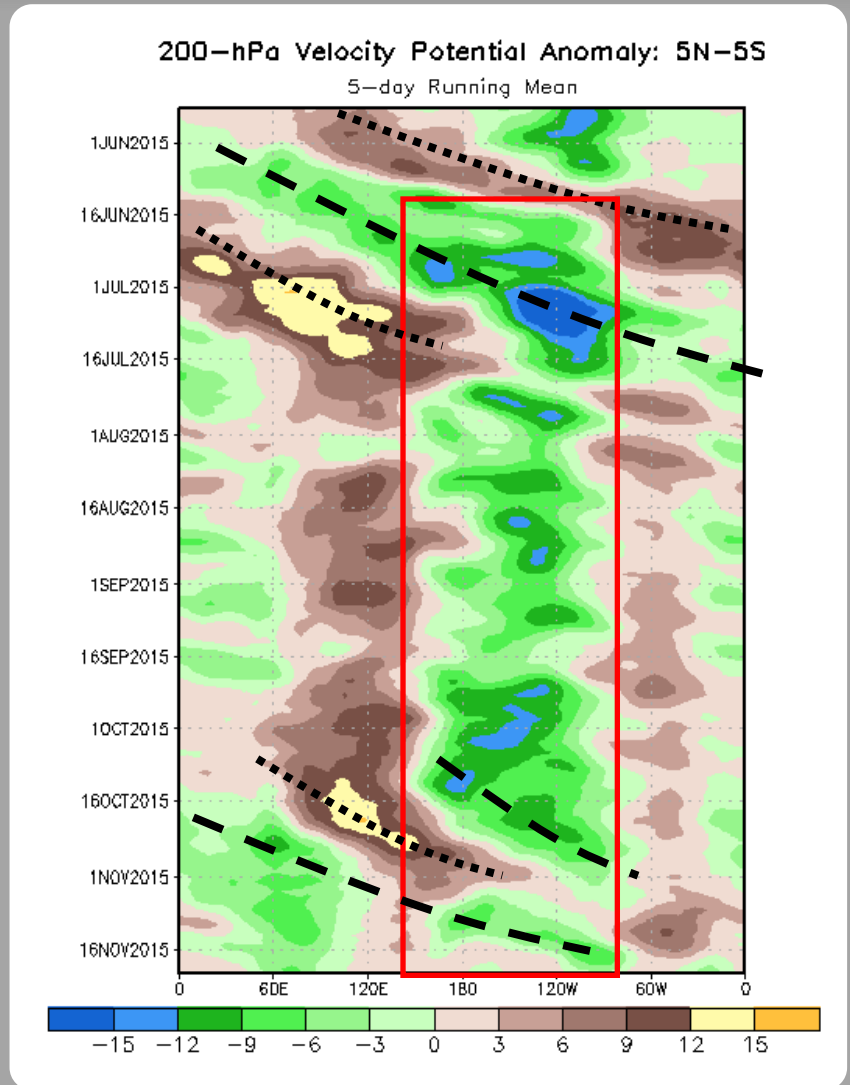 200-hPa Velocity Potential Anomaly: 5N-5S
5-day Running Mean
1JUN2015
16JUN2015
1JUL2015
16JUL2015
1AUG2015
16AUG2015
1SEP2015
16SEP2015
1OCT2015
16OCT2015
1NOV2015
16NOV2015
0 60E 120E 180 120W 60W 0
-15 -12 -9 -6 -3 0 3 6 9 12 15